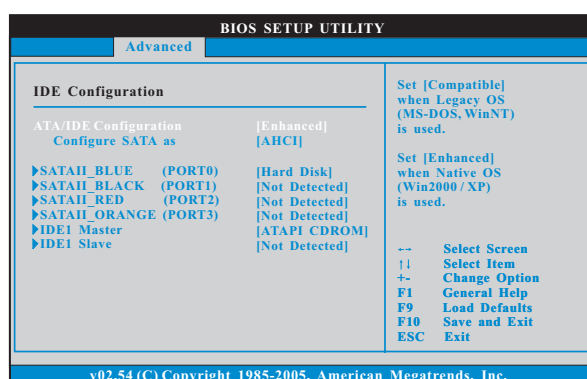 BIOS SETUP UTILITY
Advanced
IDE Configuration
ATA/IDE Configuration [Enhanced]
Configure SATA as [AHCI]
SATAII_BLUE (PORT0) [Hard Disk]
SATAII_BLACK (PORT1) [Not Detected]
SATAII_RED (PORT2) [Not Detected]
SATAII_ORANGE (PORT3) [Not Detected]
IDE1 Master [ATAPI CDROM]
IDE1 Slave [Not Detected]
Set [Compatible]
when Legacy OS
(MS-DOS, WinNT)
is used.
Set [Enhanced]
when Native OS
(Win2000 / XP)
is used.
←→ Select Screen
↑↓ Select Item
+- Change Option
F1 General Help
F9 Load Defaults
F10 Save and Exit
ESC Exit
v02.54 (C) Copyright 1985-2005, American Megatrends, Inc.